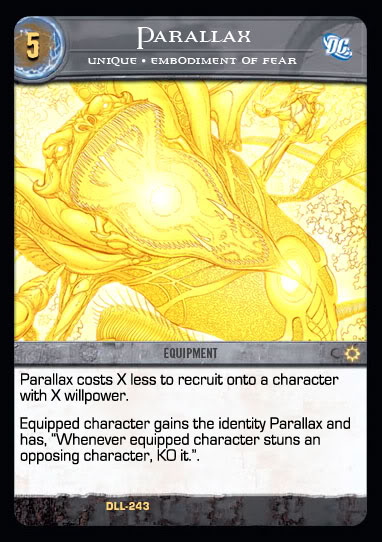 5
PARALLAX
DC
UNIQUE • EMBODIMENT OF FEAR
EQUIPMENT
C
Parallax costs X less to recruit onto a character
with X willpower.
Equipped character gains the identity Parallax and
has, “Whenever equipped character stuns an
opposing character, KO it.”.
DLL-243